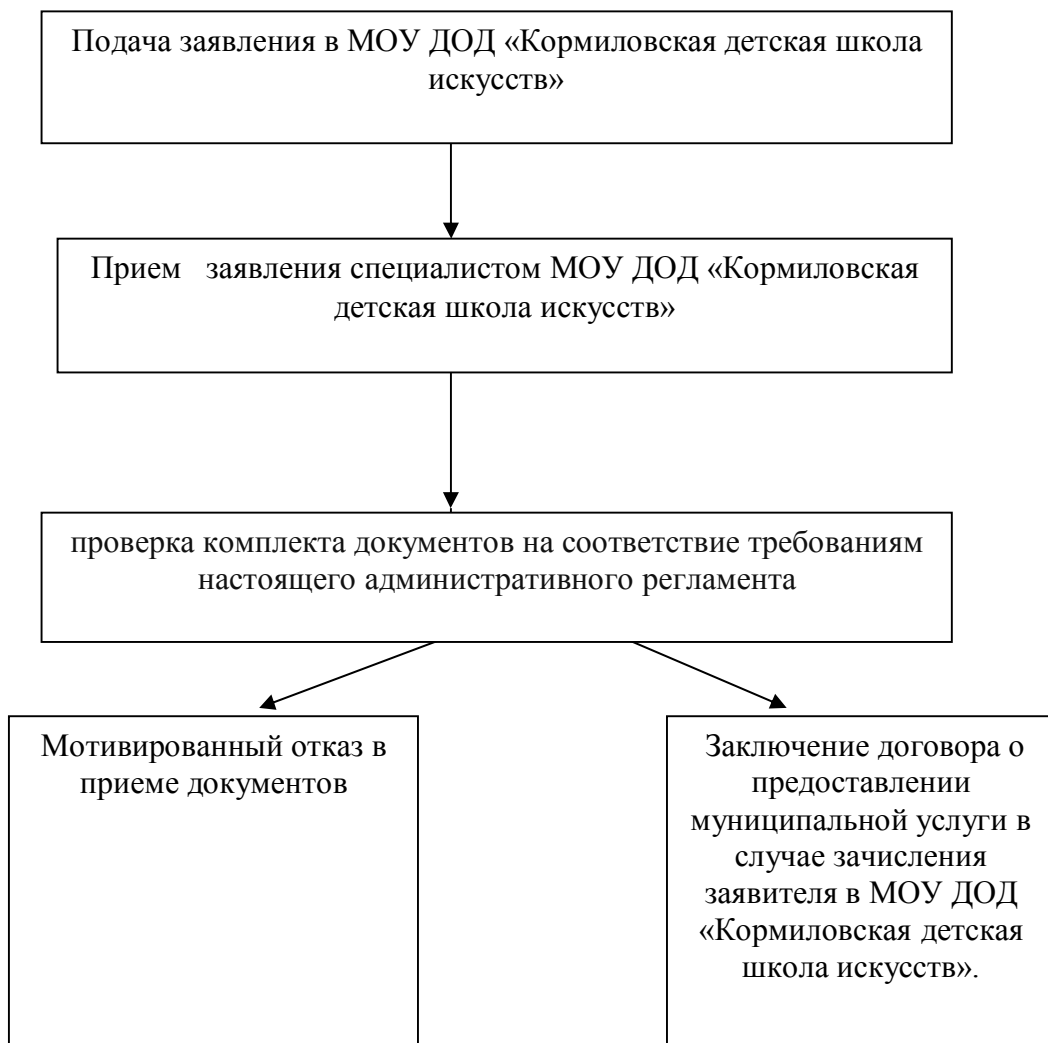 Подача заявления в МОУ ДОД «Кормиловская детская школа
искусств»
Прием заявления специалистом МОУ ДОД «Кормиловская
детская школа искусств»
проверка комплекта документов на соответствие требованиям
настоящего административного регламента
Мотивированный отказ в
приеме документов
Заключение договора о
предоставлении
муниципальной услуги в
случае зачисления
заявителя в МОУ ДОД
«Кормиловская детская
школа искусств».